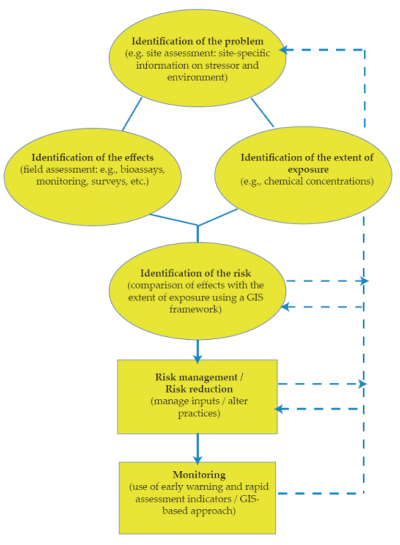 Identification of the problem
(e.g. site assessment: site-specific
information on stressor and
environment)
Identification of the effects
(field assessment: e.g., bioassays,
monitoring, surveys, etc.)
Identification of the extent of
exposure
(e.g., chemical concentrations)
Identification of the risk
(comparison of effects with the
extent of exposure using a GIS
framework)
Risk management /
Risk reduction
(manage inputs / alter
practices)
Monitoring
(use of early warning and rapid
assessment indicators / GIS-
based approach)